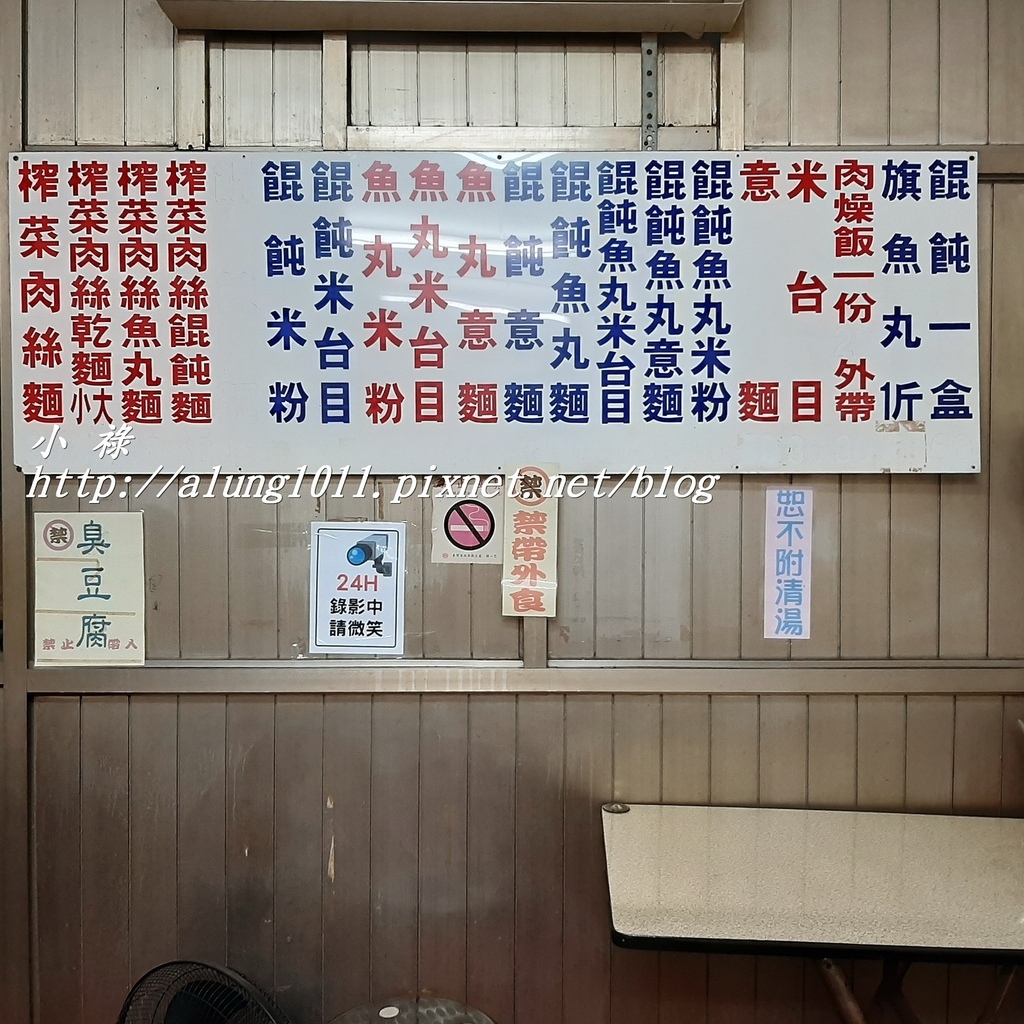 餛飩一盒
旗魚丸仟
肉燥飯一份 外帶
米台目
意麵
餛飩魚丸米粉
餛飩魚丸意麵
餛飩魚丸米台目
餛飩魚丸麵
餛飩意麵
魚丸意麵
魚丸米台目
魚丸米粉
餛飩米台目
餛飩米粉
榨菜肉絲餛飩麵
榨菜肉絲魚丸麵
榨菜肉絲乾麵 大小
榨菜肉絲麵
小 祿
http://alung1011.pixnet.net/blog
禁
臭豆腐
禁止
入
24H
錄影中
請微笑
禁
禁帶外食
恕不附清湯